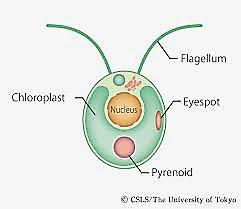 Flagellum
Chloroplast
Nucleus
Eyespot
Pyrenoid
© CSLS/The University of Tokyo